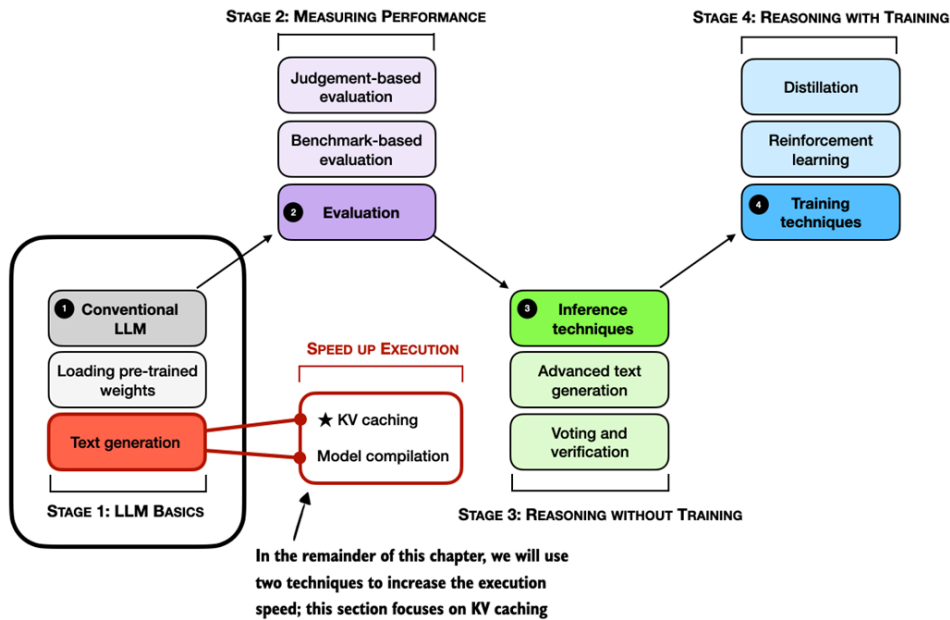 STAGE 2: MEASURING PERFORMANCE
Judgement-based
evaluation
Benchmark-based
evaluation
2 Evaluation
STAGE 4: REASONING WITH TRAINING
Distillation
Reinforcement
learning
4 Training
techniques
1 Conventional
LLM
Loading pre-trained
weights
Text generation
STAGE 1: LLM BASICS
SPEED UP EXECUTION
★ KV caching
Model compilation
In the remainder of this chapter, we will use
two techniques to increase the execution
speed; this section focuses on KV caching
3 Inference
techniques
Advanced text
generation
Voting and
verification
STAGE 3: REASONING WITHOUT TRAINING